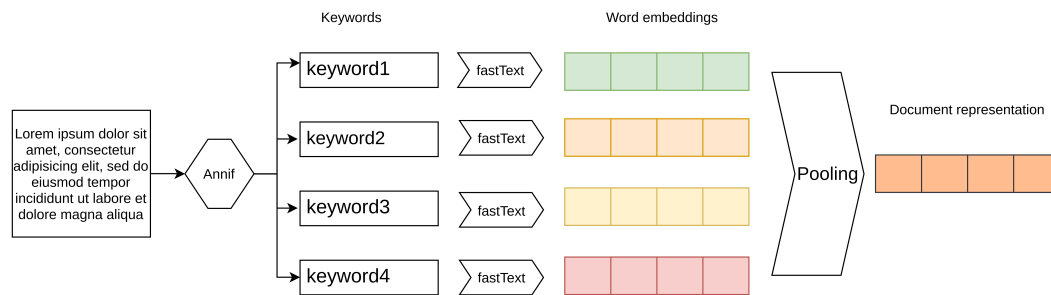 Keywords
Word embeddings
keyword1
fastText
Document representation
Lorem ipsum dolor sit
amet, consectetur
adipisicing elit, sed do
eiusmod tempor
incididunt ut labore et
dolore magna aliqua
Annif
keyword2
fastText
Pooling
keyword3
fastText
keyword4
fastText